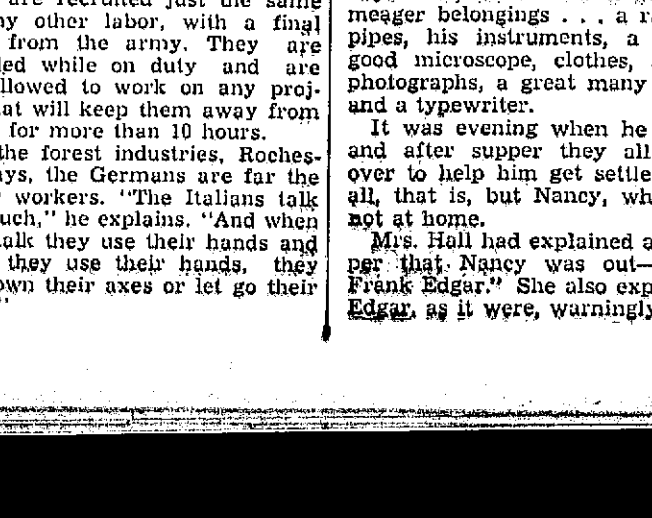 are recruited just the same
other labor, with a final
from the army. They are
while on duty and are
llowed to work on any proj-
at will keep them away from
for more than 10 hours.
the forest industries, Roches-
ys, the Germans are far the
workers. "The Italians talk
uch," he explains. "And when
alk they use their hands and
they use their hands, they
own their axes or let go their
"
meager belongings . . . a
pipes, his instruments, a
good microscope, clothes,
photographs, a great many
and a typewriter.
It was evening when he
and after supper they all
over to help him get settle
all, that is, but Nancy, wh
not at home.
Mrs. Hall had explained a
per that Nancy was out—
Frank Edgar." She also exp
Edgar, as it were, warningly